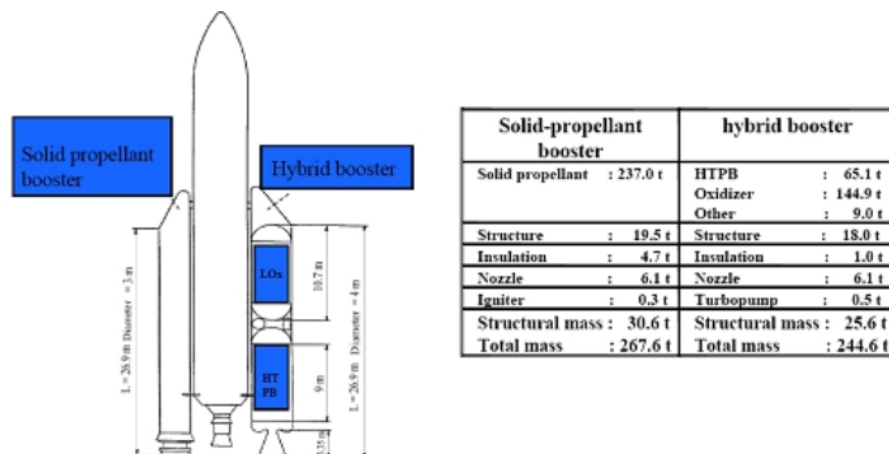 Solid propellant
booster
Hybrid booster
LOx
HT
PB
10.7 m
9 m
L = 26.9 m Diameter = 3 m
L = 26.9 m Diameter = 4 m
Solid-propellant
booster
hybrid booster
Solid propellant : 237.0 t
HTPB : 65.1 t
Oxidizer : 144.9 t
Other : 9.0 t
Structure : 19.5 t
Structure : 18.0 t
Insulation : 4.7 t
Insulation : 1.0 t
Nozzle : 6.1 t
Nozzle : 6.1 t
Igniter : 0.3 t
Turbopump : 0.5 t
Structural mass : 30.6 t
Structural mass : 25.6 t
Total mass : 267.6 t
Total mass : 244.6 t